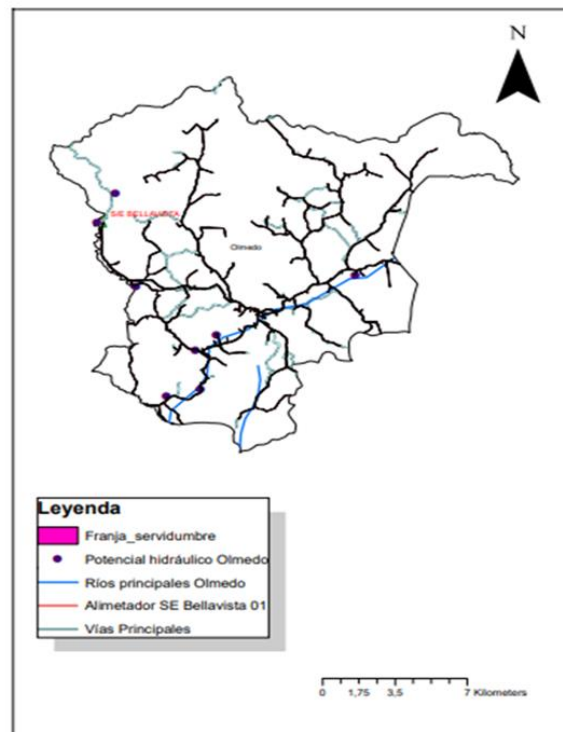 N
S/E BELLAVISTA
Olmedo
Leyenda
Franja_servidumbre
Potencial hidráulico Olmedo
Ríos principales Olmedo
Alimetador SE Bellavista 01
Vías Principales
0 1,75 3,5 7 Kilometers